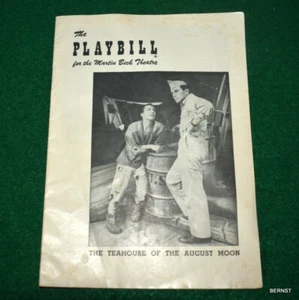 The
PLAYBILL
for the Martin Beck Theatre
THE TEAHOUSE OF THE AUGUST MOON
BERNST